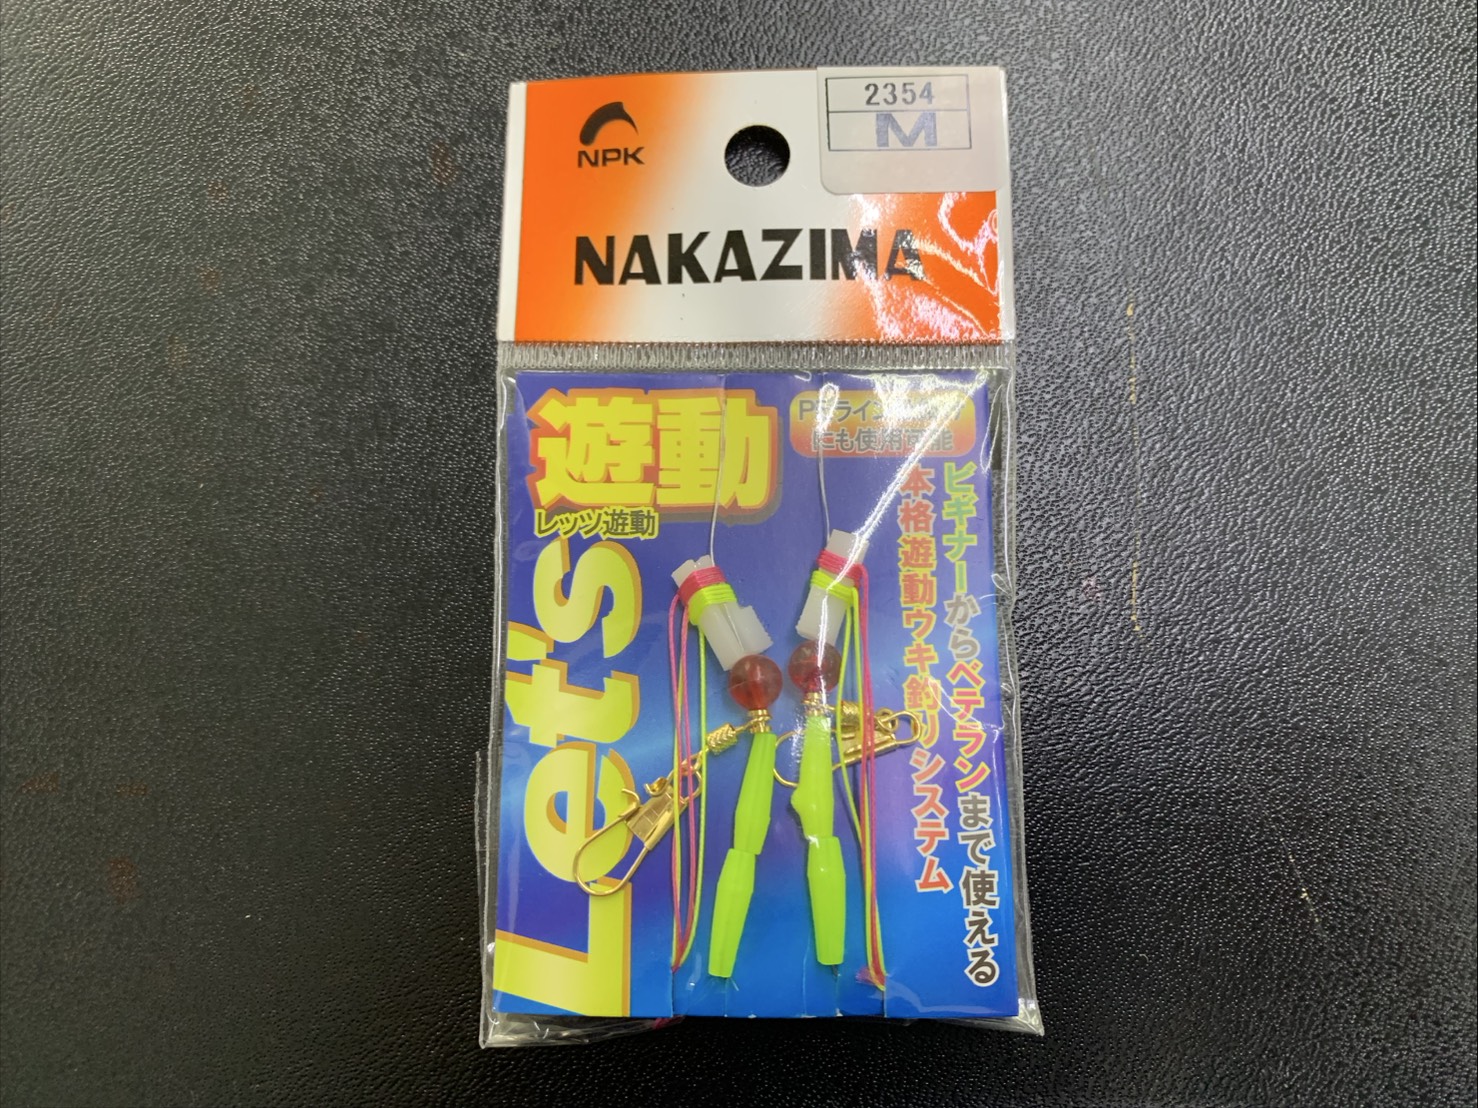 2354
M
NPK
NAKAZIMA
遊動
レッツ遊動
Let's
にも使用可能
ビギナーからベテランまで使える
本格遊動ウキ釣りシステム